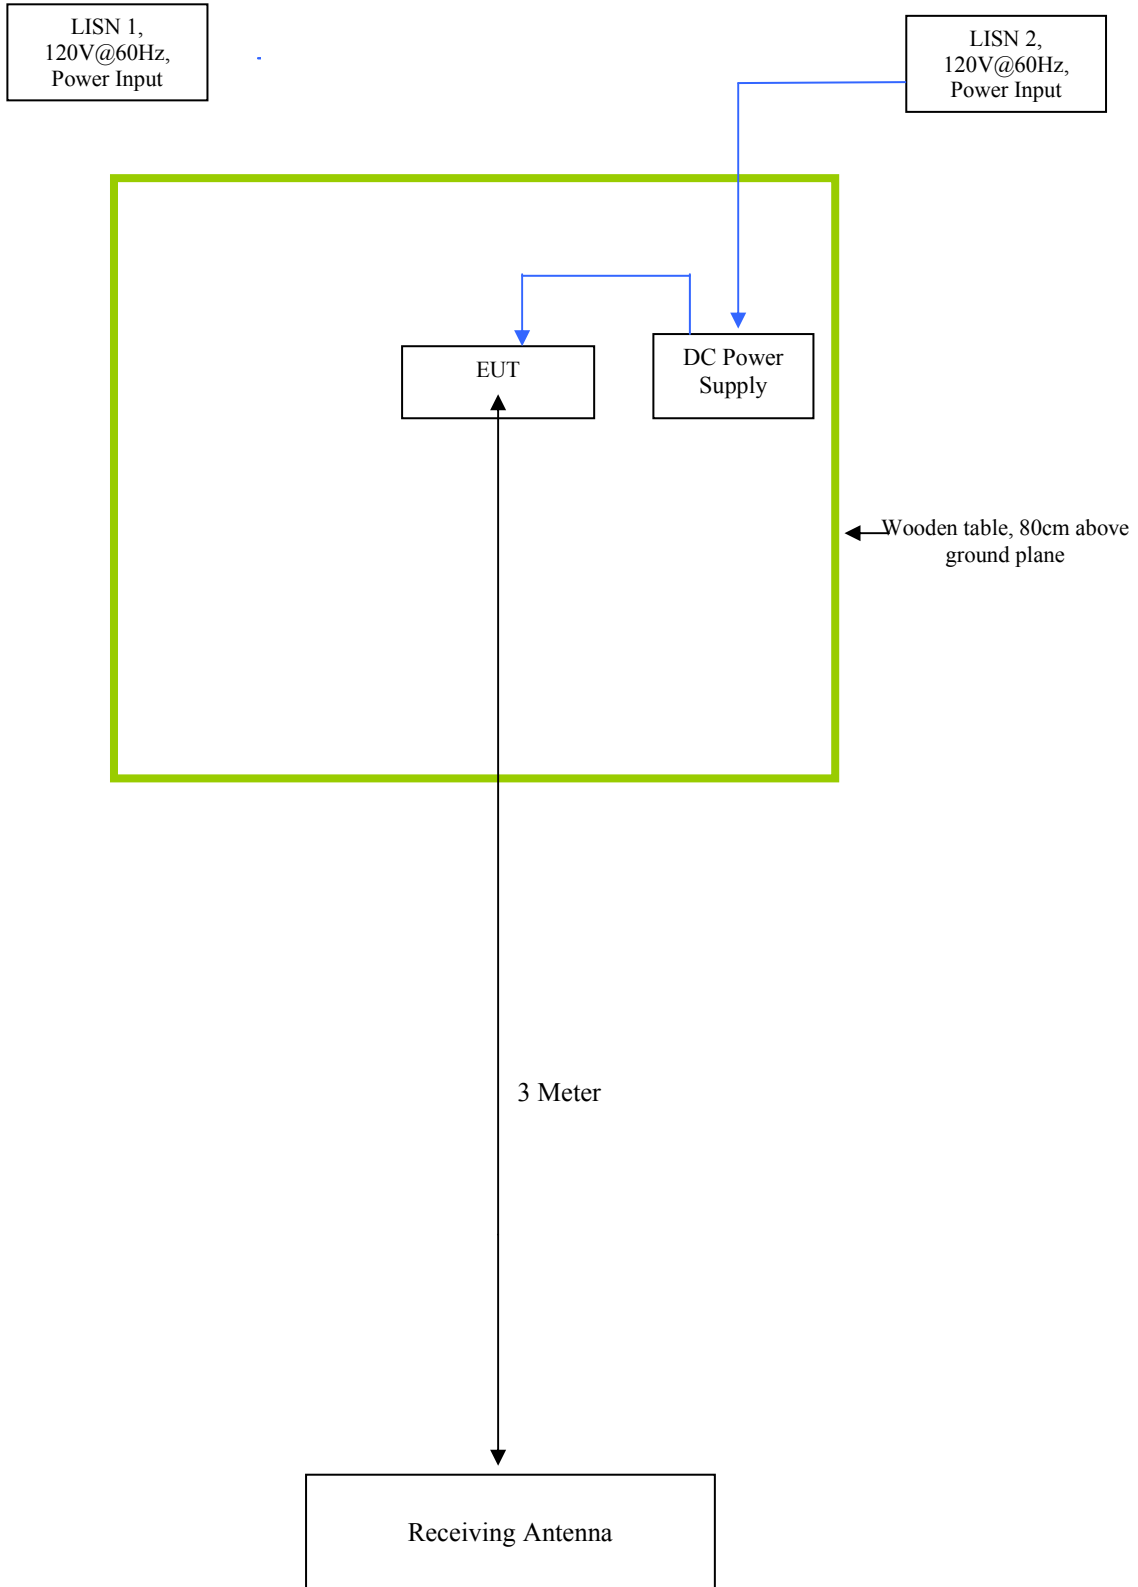 LISN 1,
120V@60Hz,
Power Input
LISN 2,
120V@60Hz,
Power Input
EUT
DC Power
Supply
Wooden table, 80cm above
ground plane
3 Meter
Receiving Antenna